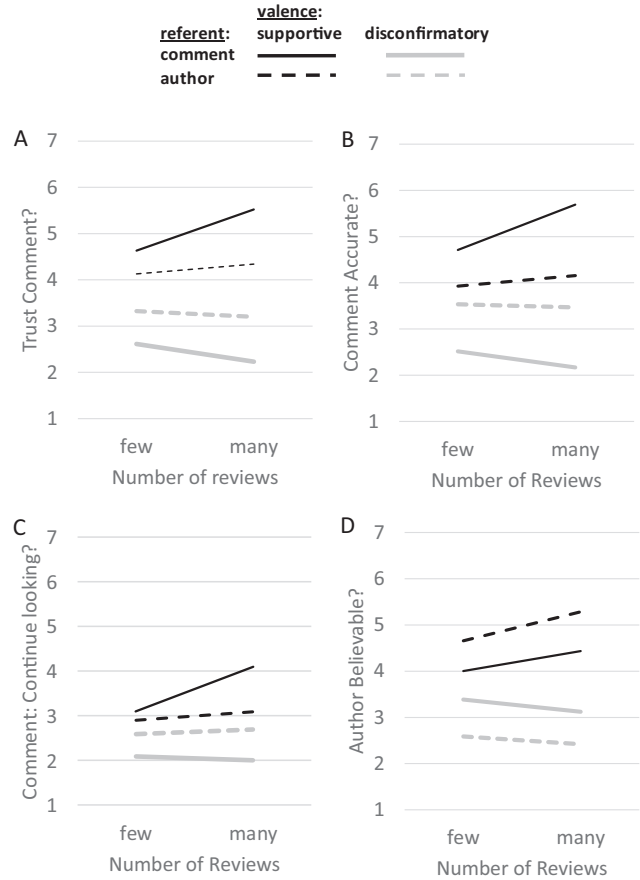 valence:
referent: supportive disconfirmatory
comment
author
A
7
6
5
4
3
2
1
Trust Comment?
few many
Number of reviews
B
7
6
5
4
3
2
1
Comment Accurate?
few many
Number of Reviews
C
7
6
5
4
3
2
1
Comment: Continue looking?
few many
Number of Reviews
D
7
6
5
4
3
2
1
Author Believable?
few many
Number of Reviews